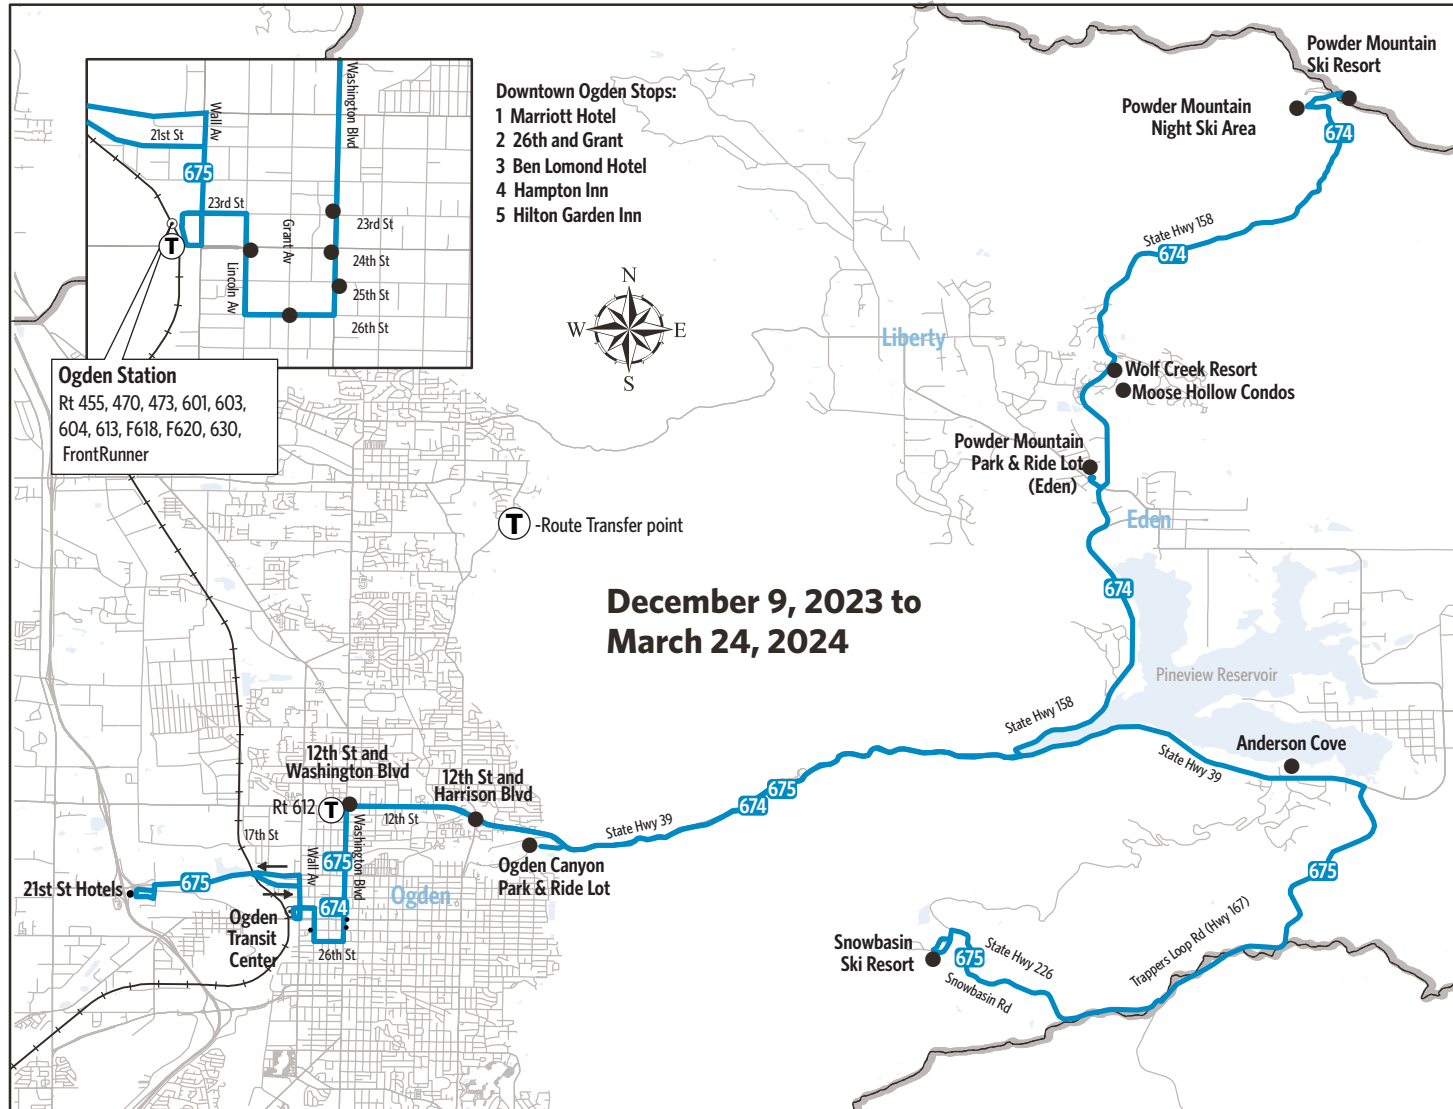 Powder Mountain
Ski Resort
Powder Mountain
Night Ski Area
674
Downtown Ogden Stops:
1 Marriott Hotel
2 26th and Grant
3 Ben Lomond Hotel
4 Hampton Inn
5 Hilton Garden Inn
Washington Blvd
Wall Av
21st St
675
23rd St
Grant Av
23rd St
24th St
Lincoln Av
25th St
26th St
T
State Hwy 158
674
N
W
E
S
Liberty
Ogden Station
Rt 455, 470, 473, 601, 603,
604, 613, F618, F620, 630,
FrontRunner
Wolf Creek Resort
Moose Hollow Condos
Powder Mountain
Park & Ride Lot
(Eden)
Eden
T -Route Transfer point
674
December 9, 2023 to
March 24, 2024
Pineview Reservoir
State Hwy 158
Anderson Cove
State Hwy 39
12th St and
Washington Blvd
12th St and
Harrison Blvd
Rt 612 T
12th St
17th St
State Hwy 39
674
675
Wall Av
675
Washington Blvd
Ogden Canyon
Park & Ride Lot
21st St Hotels
675
Ogden
674
Ogden
Transit
Center
26th St
675
Trappers Loop Rd (Hwy 167)
Snowbasin
Ski Resort
State Hwy 226
675
Snowbasin Rd